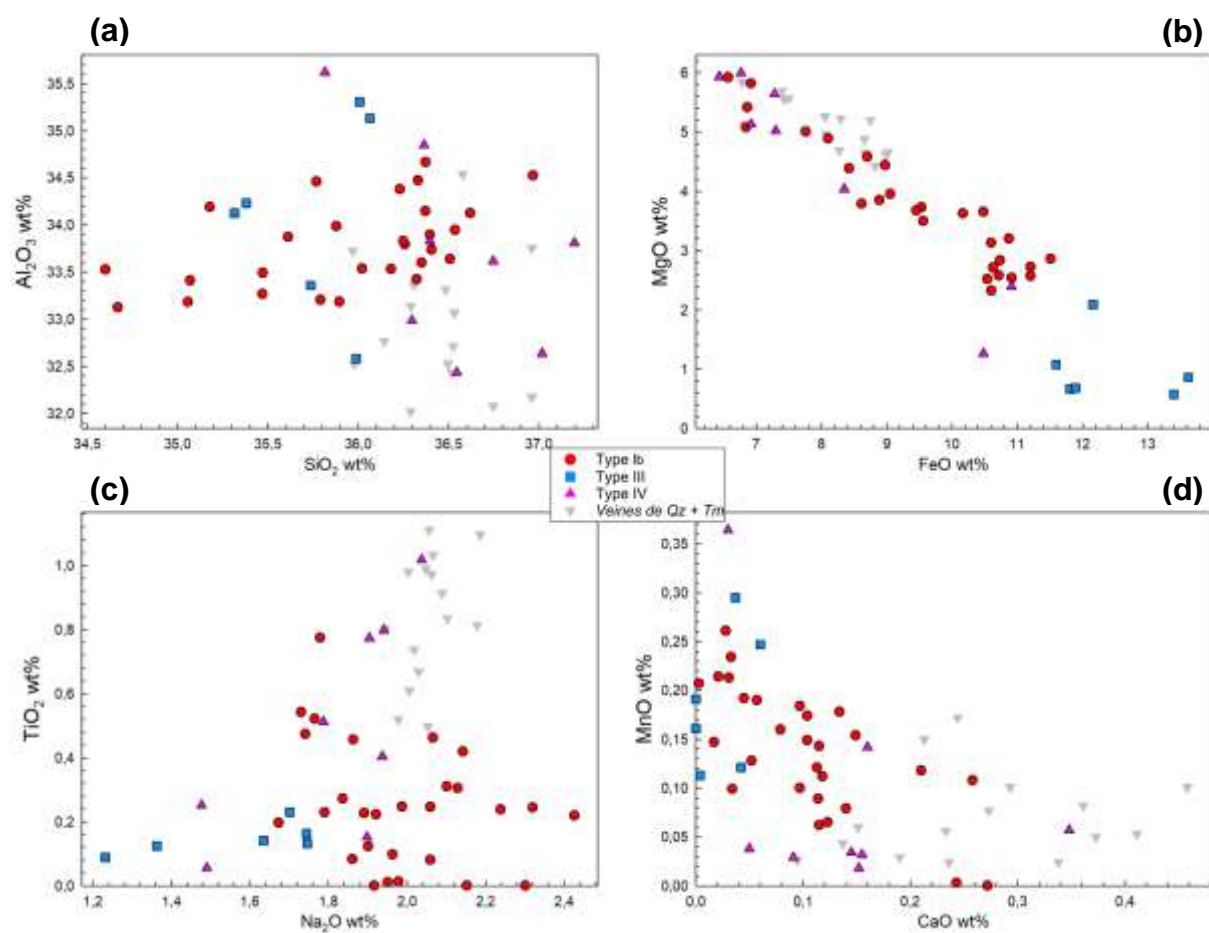 (a)
(b)
35,5
35,0
34,5
34,0
33,5
33,0
32,5
32,0
Al2O3 wt%
34,5 35,0 35,5 36,0 36,5 37,0
SiO2 wt%
6
5
4
3
2
1
0
MgO wt%
7 8 9 10 11 12 13
FeO wt%
Type Ib
Type III
Type IV
Veines de Qz + Tm
(c)
(d)
1,0
0,8
0,6
0,4
0,2
0,0
TiO2 wt%
1,2 1,4 1,6 1,8 2,0 2,2 2,4
Na2O wt%
0,35
0,30
0,25
0,20
0,15
0,10
0,05
0,00
MnO wt%
0,0 0,1 0,2 0,3 0,4
CaO wt%